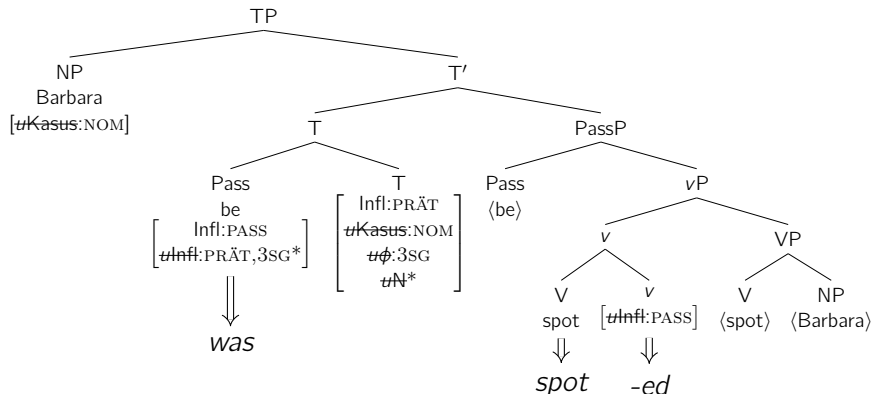 TP
NP T′
Barbara
[uKasus:NOM]
T PassP
Pass T Pass vP
be ⟨be⟩
[Infl:PASS uInfl:PRÄT,3SG*]
[Infl:PRÄT uKasus:NOM uϕ:3SG uN*]
v VP
V v V NP
spot [uInfl:PASS] ⟨spot⟩ ⟨Barbara⟩
⇓
was
⇓ ⇓
spot -ed